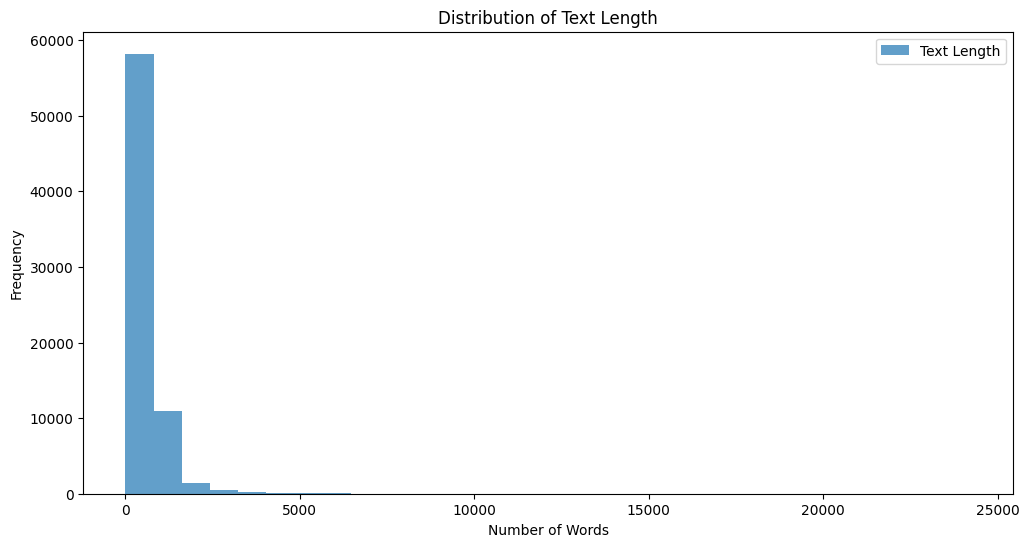 Distribution of Text Length
Text Length
60000
50000
40000
30000
20000
10000
0
Frequency
0 5000 10000 15000 20000 25000
Number of Words